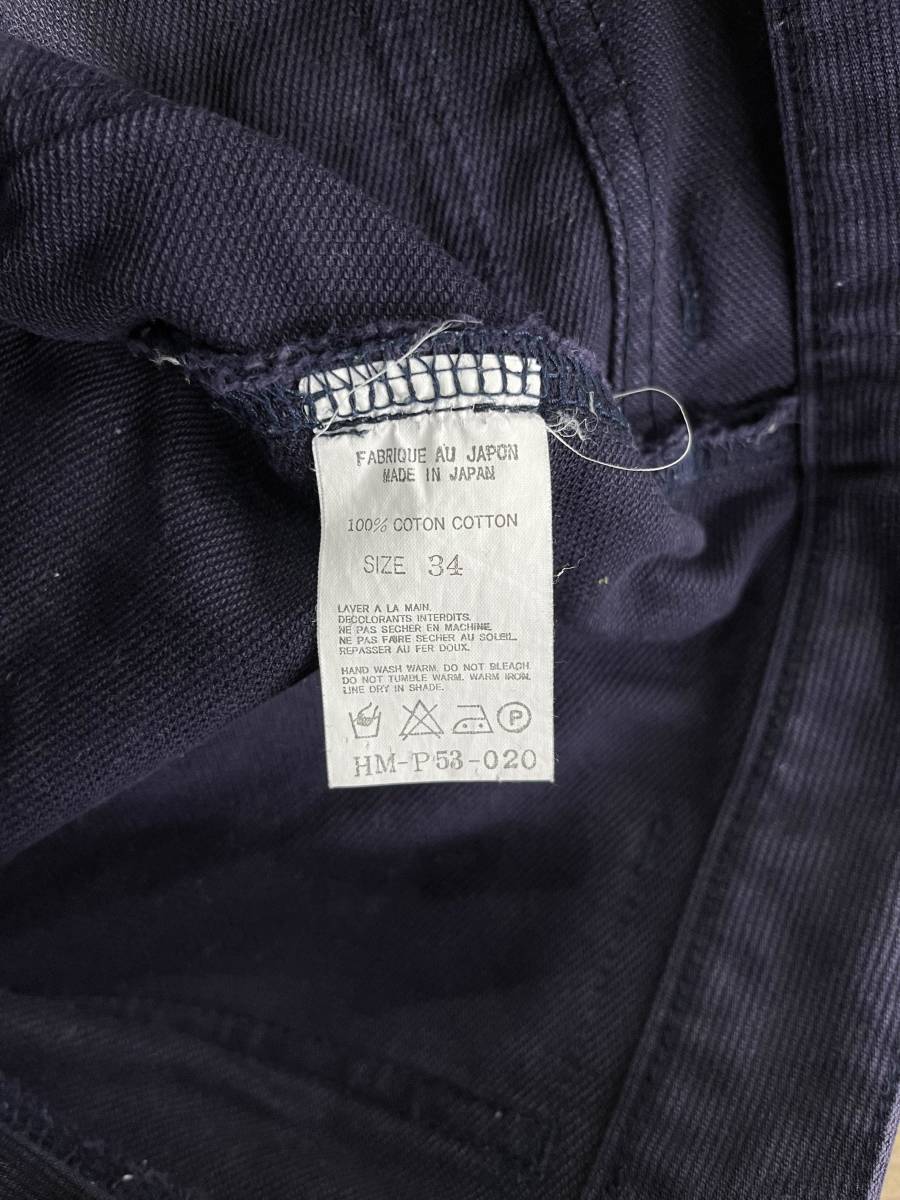 FABRIQUE AU JAPON
MADE IN JAPAN
100% COTON COTTON
SIZE 34
LAVER A LA MAIN.
DECOLORANTS INTERDITS.
NE PAS SECHER EN MACHINE.
NE PAS FAIRE SECHER AU SOLEIL.
REPASSER AU FER DOUX.
HAND WASH WARM. DO NOT BLEACH.
DO NOT TUMBLE WARM. WARM IRON.
LINE DRY IN SHADE.
P
HM-P53-020